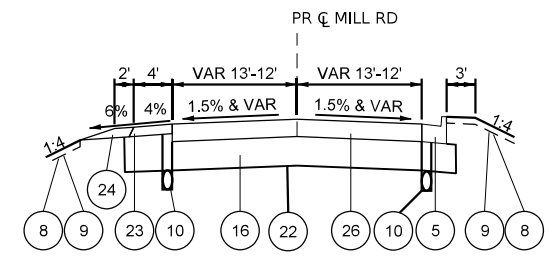 PR ℄ MILL RD
2' 4' VAR 13'-12' VAR 13'-12' 3'
6% 4% 1.5% & VAR 1.5% & VAR
1:4 1:4
24
8 9 23 10 16 22 26 10 5 9 8